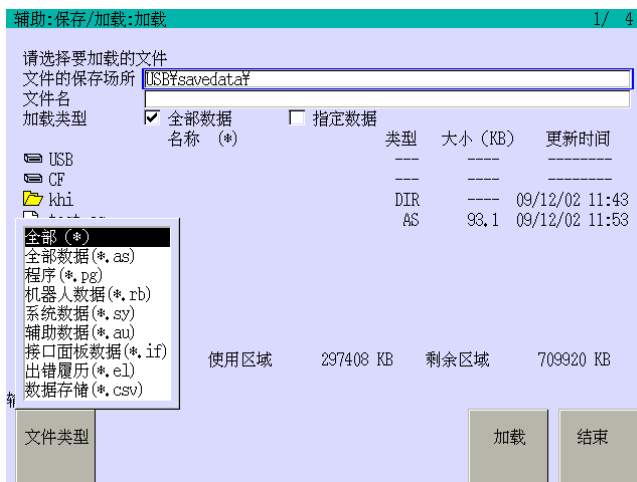 辅助:保存/加载:加载 1/ 4
请选择要加载的文件
文件的保存场所 USB¥savedata¥
文件名
加载类型 全部数据 指定数据
名称 (*) 类型 大小 (KB) 更新时间
USB --- ---- --------
CF --- ---- --------
khi DIR ---- 09/12/02 11:43
AS 93.1 09/12/02 11:53
全部 (*)
全部数据(*.as)
程序(*.pg)
机器人数据(*.rb)
系统数据(*.sy)
辅助数据(*.au)
接口面板数据(*.if)
出错履历(*.el)
数据存储(*.csv)
使用区域 297408 KB 剩余区域 709920 KB
文件类型 加载 结束